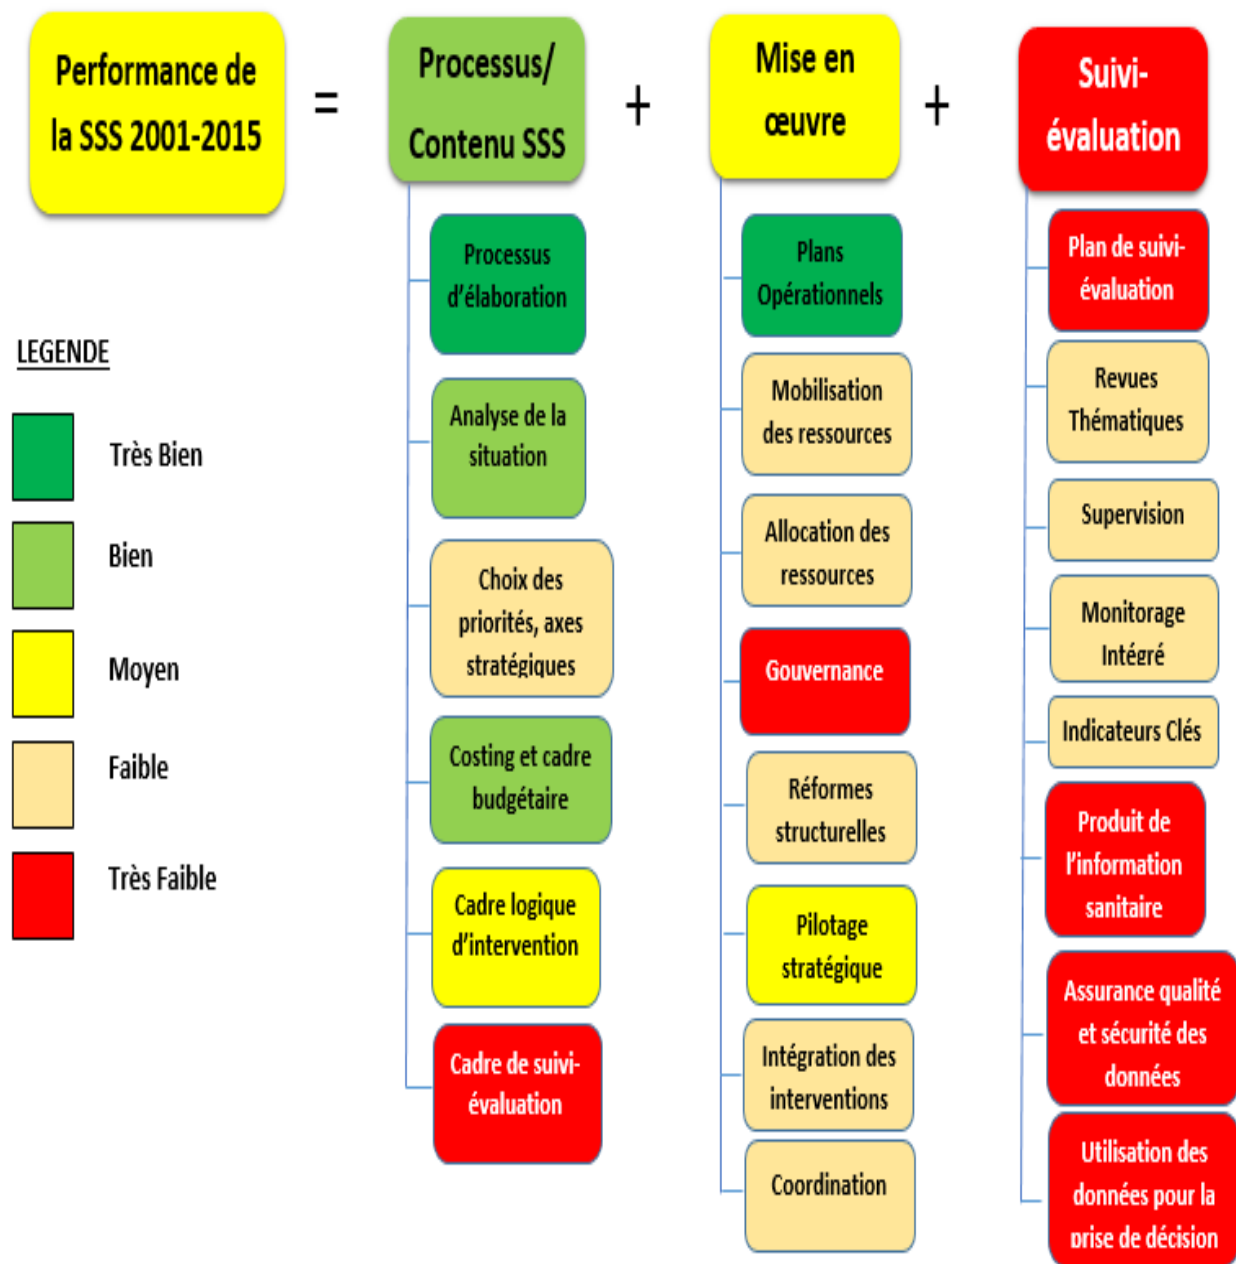 Performance de
la SSS 2001-2015
=
Processus/
Contenu SSS
+
Mise en
œuvre
+
Suivi-
évaluation
LEGENDE
Très Bien
Bien
Moyen
Faible
Très Faible
Processus
d'élaboration
Analyse de la
situation
Choix des
priorités, axes
stratégiques
Costing et cadre
budgétaire
Cadre logique
d'intervention
Cadre de suivi-
évaluation
Plans
Opérationnels
Mobilisation
des ressources
Allocation des
ressources
Gouvernance
Réformes
structurelles
Pilotage
stratégique
Intégration des
interventions
Coordination
Plan de suivi-
évaluation
Revues
Thématiques
Supervision
Monitorage
Intégré
Indicateurs Clés
Produit de
l'information
sanitaire
Assurance qualité
et sécurité des
données
Utilisation des
données pour la
prise de décision